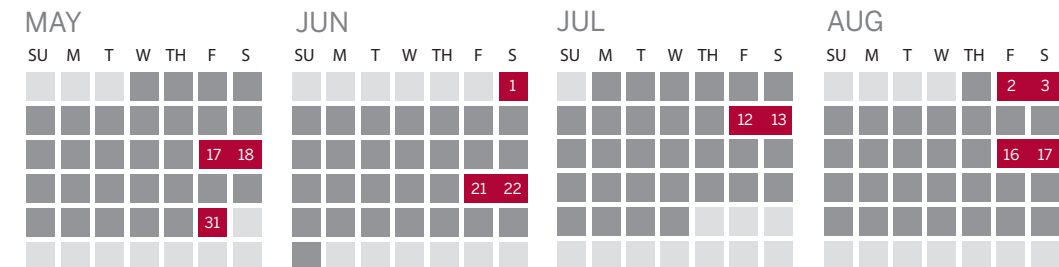 MAY
SU M T W TH F S
17 18
31
JUN
SU M T W TH F S
1
21 22
JUL
SU M T W TH F S
12 13
AUG
SU M T W TH F S
2 3
16 17